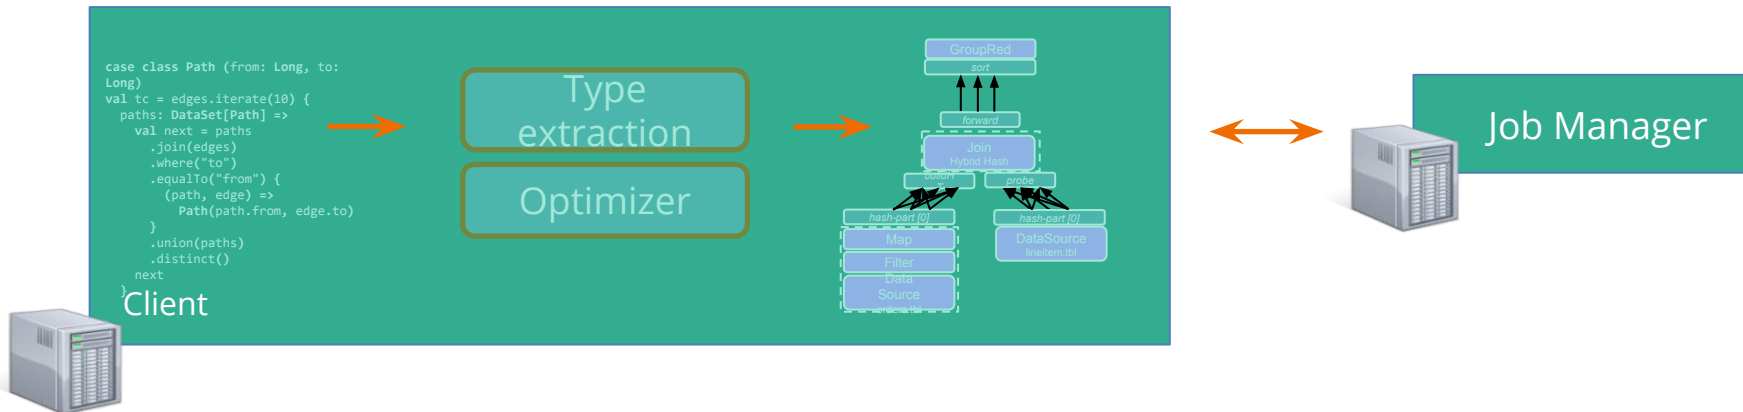 case class Path (from: Long, to:
Long)
val tc = edges.iterate(10) {
paths: DataSet[Path] =>
val next = paths
.join(edges)
.where("to")
.equalTo("from") {
(path, edge) =>
Path(path.from, edge.to)
}
.union(paths)
.distinct()
next
}
Client
Type
extraction
Optimizer
GroupRed
sort
forward
Join
Hybrid Hash
probe
hash-part [0]
Map
Filter
Data
Source
hash-part [0]
DataSource
lineitem.tbl
Job Manager